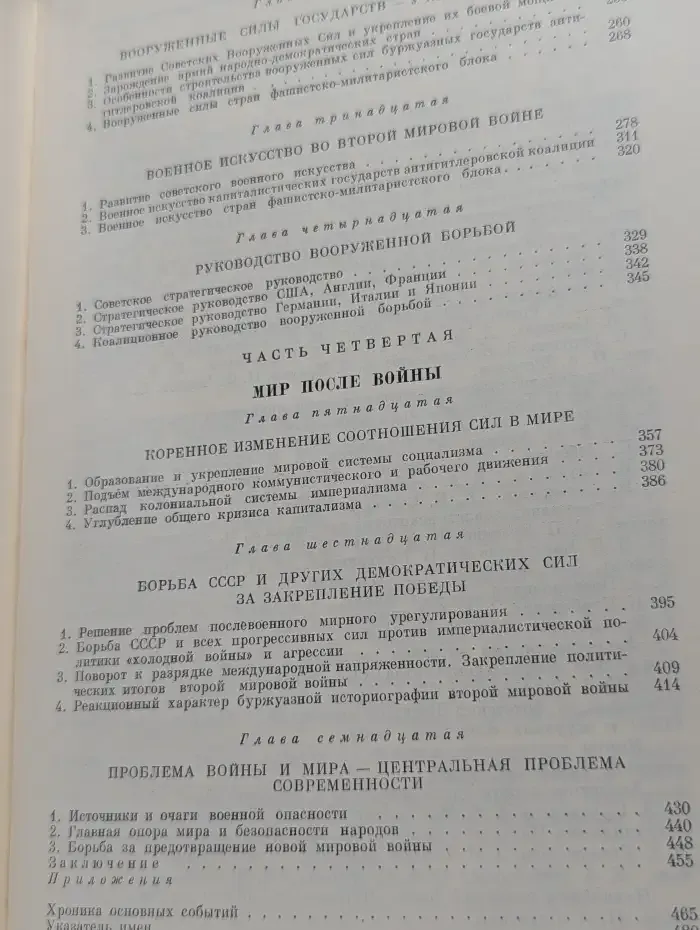 Глава
ВООРУЖЕННЫЕ СИЛЫ ГОСУДАРСТВ —
1. Развитие Советских Вооруженных Сил и укрепление их боевой
2. Зарождение армий народно-демократических стран
3. Особенности строительства вооруженных сил буржуазных государств анти-
гитлеровской коалиции 260
4. Вооруженные силы стран фашистско-милитаристского блока 268
Глава тринадцатая
ВОЕННОЕ ИСКУССТВО ВО ВТОРОЙ МИРОВОЙ ВОЙНЕ
1. Развитие советского военного искусства 278
2. Военное искусство капиталистических государств антигитлеровской коалиции 311
3. Военное искусство стран фашистско-милитаристского блока 320
Глава четырнадцатая
РУКОВОДСТВО ВООРУЖЕННОЙ БОРЬБОЙ
1. Советское стратегическое руководство 329
2. Стратегическое руководство США, Англии, Франции 338
3. Стратегическое руководство Германии, Италии и Японии 342
4. Коалиционное руководство вооруженной борьбой 345
ЧАСТЬ ЧЕТВЕРТАЯ
МИР ПОСЛЕ ВОЙНЫ
Глава пятнадцатая
КОРЕННОЕ ИЗМЕНЕНИЕ СООТНОШЕНИЯ СИЛ В МИРЕ
1. Образование и укрепление мировой системы социализма 357
2. Подъём международного коммунистического и рабочего движения 373
3. Распад колониальной системы империализма 380
4. Углубление общего кризиса капитализма 386
Глава шестнадцатая
БОРЬБА СССР И ДРУГИХ ДЕМОКРАТИЧЕСКИХ СИЛ
ЗА ЗАКРЕПЛЕНИЕ ПОБЕДЫ
1. Решение проблем послевоенного мирного урегулирования 395
2. Борьба СССР и всех прогрессивных сил против империалистической по-
литики «холодной войны» и агрессии 404
3. Поворот к разрядке международной напряженности. Закрепление полити-
ческих итогов второй мировой войны 409
4. Реакционный характер буржуазной историографии второй мировой войны 414
Глава семнадцатая
ПРОБЛЕМА ВОЙНЫ И МИРА — ЦЕНТРАЛЬНАЯ ПРОБЛЕМА
СОВРЕМЕННОСТИ
1. Источники и очаги военной опасности 430
2. Главная опора мира и безопасности народов 440
3. Борьба за предотвращение новой мировой войны 448
Заключение 455
Приложения
Хроника основных событий 465
Указатель имен